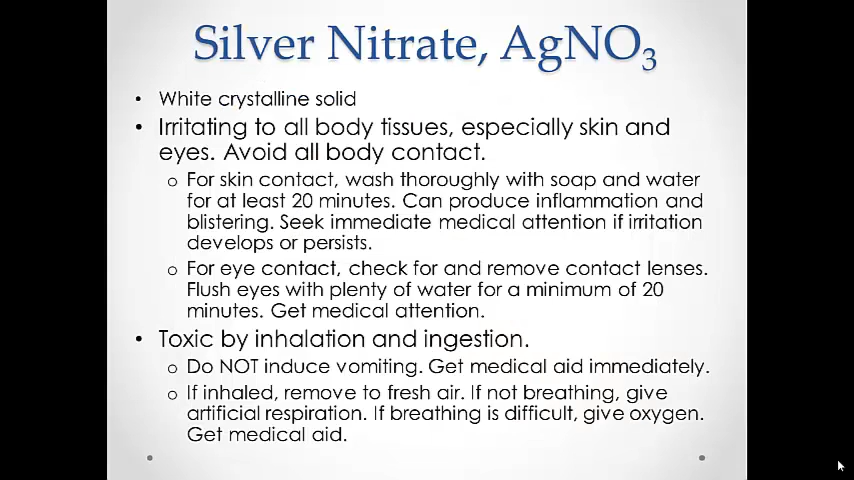 Silver Nitrate, AgNO₃
• White crystalline solid
• Irritating to all body tissues, especially skin and
eyes. Avoid all body contact.
o For skin contact, wash thoroughly with soap and water
for at least 20 minutes. Can produce inflammation and
blistering. Seek immediate medical attention if irritation
develops or persists.
o For eye contact, check for and remove contact lenses.
Flush eyes with plenty of water for a minimum of 20
minutes. Get medical attention.
• Toxic by inhalation and ingestion.
o Do NOT induce vomiting. Get medical aid immediately.
o If inhaled, remove to fresh air. If not breathing, give
artificial respiration. If breathing is difficult, give oxygen.
Get medical aid.